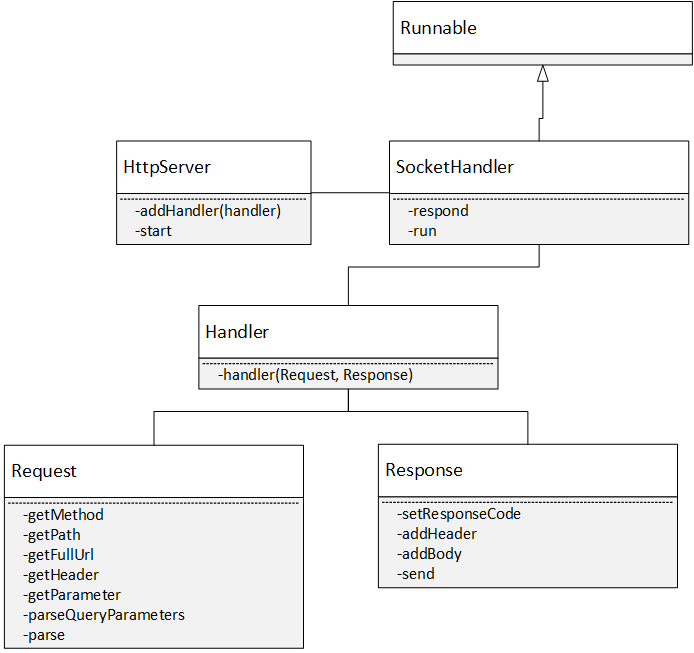 Runnable
HttpServer
-addHandler(handler)
-start
SocketHandler
-respond
-run
Handler
-handler(Request, Response)
Request
-getMethod
-getPath
-getFullUrl
-getHeader
-getParameter
-parseQueryParameters
-parse
Response
-setResponseCode
-addHeader
-addBody
-send